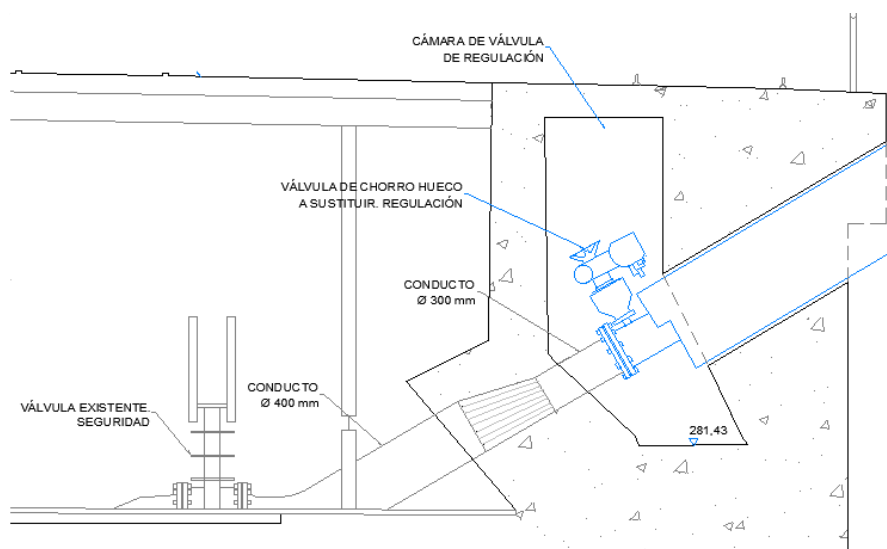 CÁMARA DE VÁLVULA
DE REGULACIÓN
VÁLVULA DE CHORRO HUECO
A SUSTITUIR. REGULACIÓN
CONDUCTO
Ø 300 mm
CONDUCTO
Ø 400 mm
VÁLVULA EXISTENTE.
SEGURIDAD
281,43